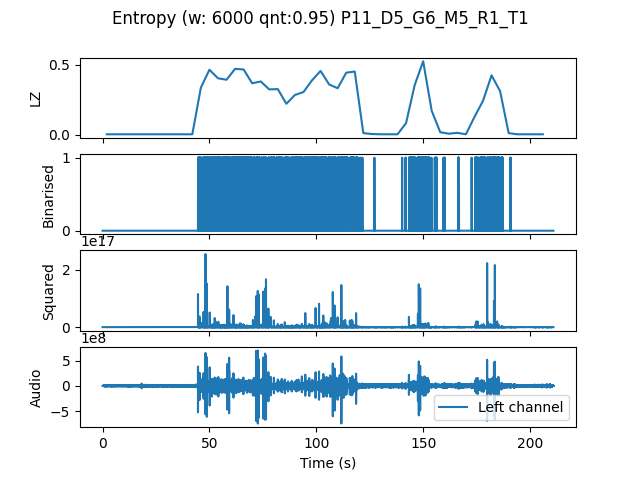 Entropy (w: 6000 qnt:0.95) P11_D5_G6_M5_R1_T1
0.5
LZ
0.0
1
Binarised
0
1e17
2
Squared
0
1e8
5
Audio
0
−5
Left channel
0 50 100 150 200
Time (s)